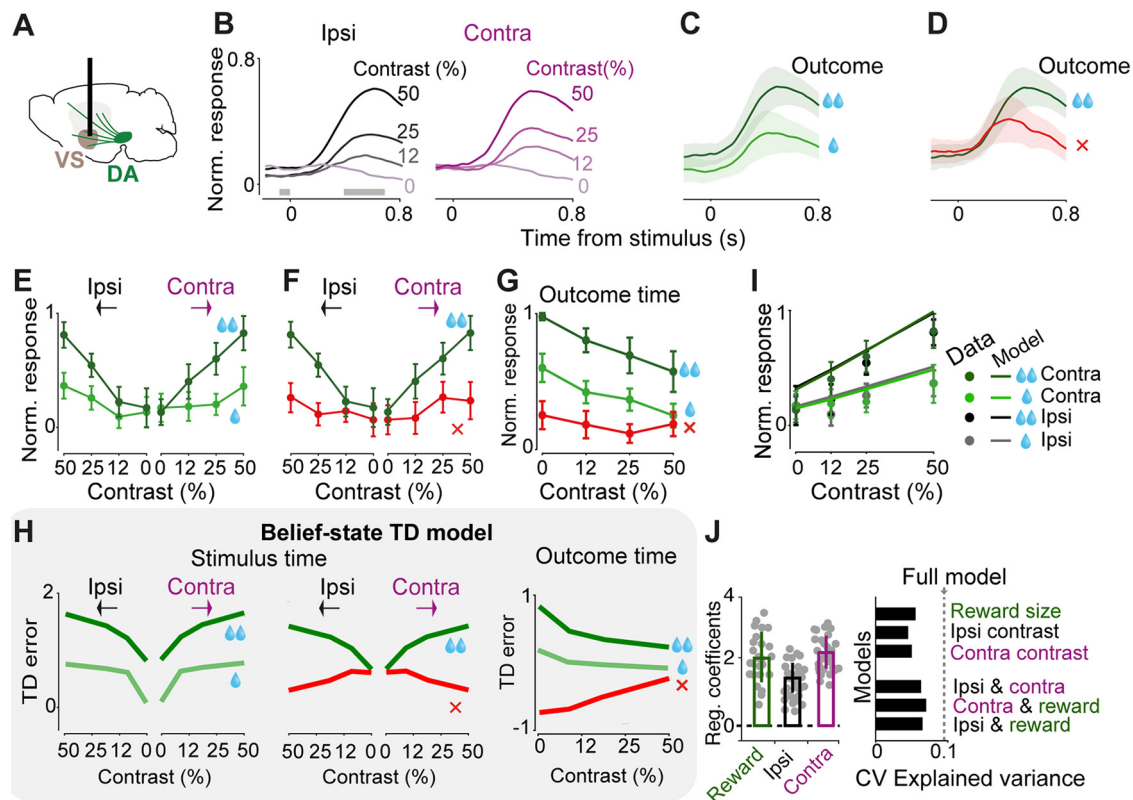 A
VS
DA
B
Ipsi
Contra
Norm. response
0.8
0
Contrast (%)
50
25
12
0
Contrast(%)
50
25
12
0
0
0.8
0
0.8
Time from stimulus (s)
C
Outcome
0
0.8
D
Outcome
×
0
0.8
E
Ipsi
Contra
Norm. response
1
0
50 25 12 0 0 12 25 50
Contrast (%)
F
Ipsi
Contra
×
50 25 12 0 0 12 25 50
Contrast (%)
G
Outcome time
Norm. response
1
0
×
0 12 25 50
Contrast (%)
I
Norm. response
1
0
0 12 25 50
Contrast (%)
Data
Model
Contra
Contra
Ipsi
Ipsi
H
Belief-state TD model
Stimulus time
Outcome time
Ipsi
Contra
TD error
2
0
50 25 12 0 0 12 25 50
Contrast (%)
Ipsi
Contra
×
50 25 12 0 0 12 25 50
Contrast (%)
TD error
1
-1
×
0 12 25 50
Contrast (%)
J
Reg. coefficents
4
2
0
Reward
Ipsi
Contra
Full model
Models
Reward size
Ipsi contrast
Contra contrast
Ipsi & contra
Contra & reward
Ipsi & reward
0
0.1
CV Explained variance